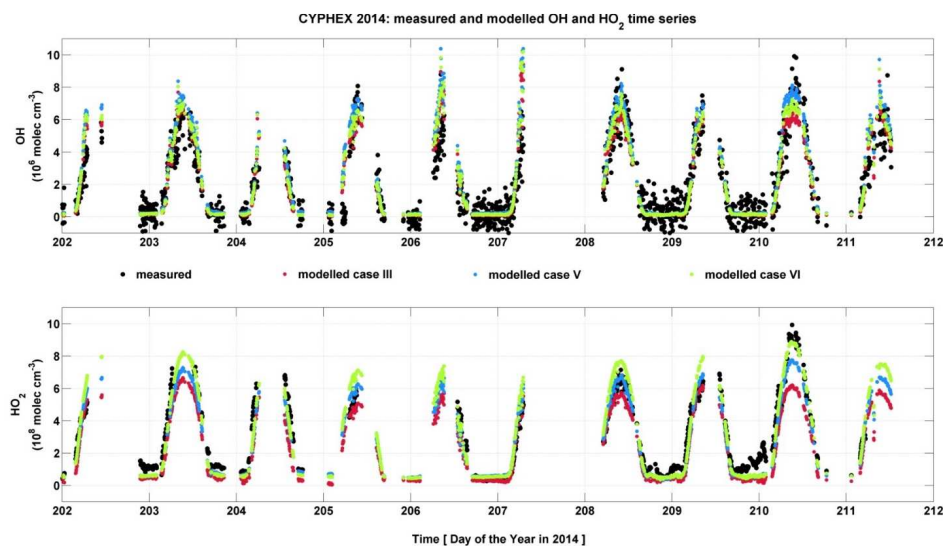 CYPHEX 2014: measured and modelled OH and HO2 time series
OH
(10^6 molec cm^-3)
10
8
6
4
2
0
202 203 204 205 206 207 208 209 210 211 212
measured modelled case III modelled case V modelled case VI
HO2
(10^8 molec cm^-3)
10
8
6
4
2
0
202 203 204 205 206 207 208 209 210 211 212
Time [ Day of the Year in 2014 ]